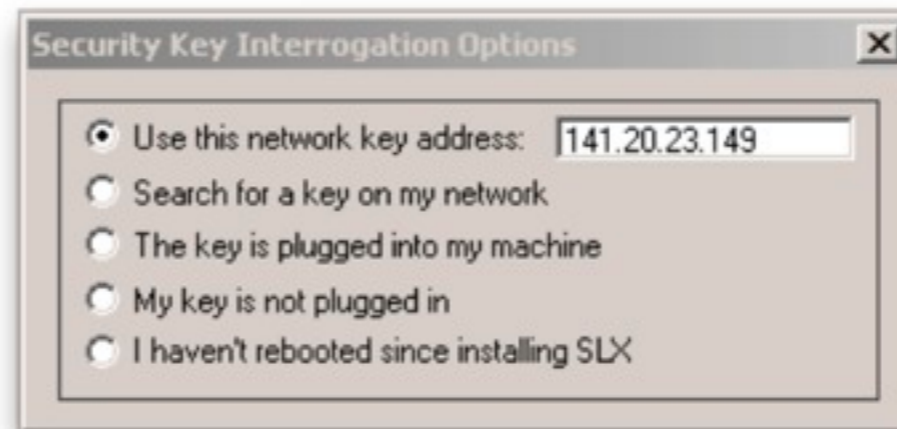 Security Key Interrogation Options
Use this network key address: 141.20.23.149
Search for a key on my network
The key is plugged into my machine
My key is not plugged in
I haven't rebooted since installing SLX